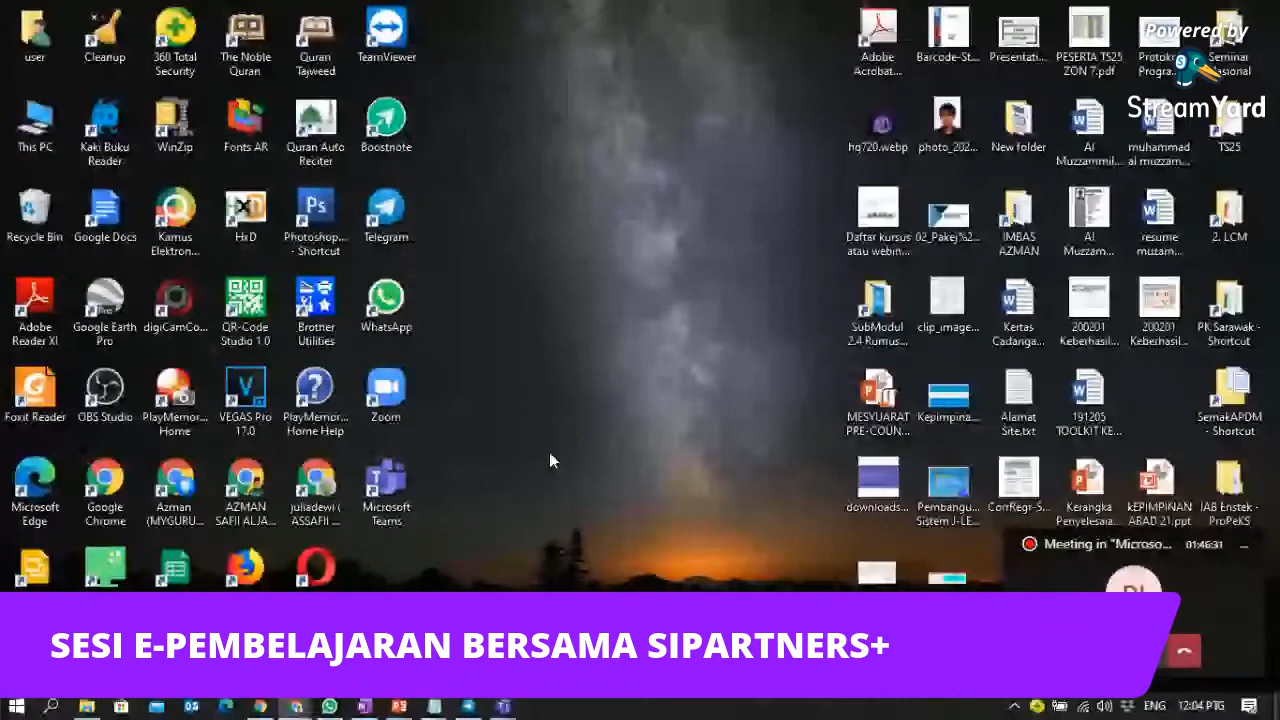 user
Cleanup
360 Total
Security
The Noble
Quran
Quran
Tajweed
TeamViewer
Adobe
Acrobat...
Barcode-St...
Presentati...
PESERTA TS25
ZON 7.pdf
Protoko
Progra...
Seminar
Powered by
StreamYard
This PC
Kaki Buku
Reader
WinZip
Fonts AR
Quran Auto
Reciter
Boostnote
hq720.webp
photo_202...
New folder
Al
Muzammil...
muhammad
al muzzam...
TS25
Recycle Bin
Google Docs
Kamus
Elektron...
HxD
Photoshop...
- Shortcut
Telegram
Daftar kursus
atau webin...
02_Pakej%2...
IMBAS
AZMAN
Al
Muzzam...
resume
muzam...
2. LCM
Adobe
Reader XI
Google Earth
Pro
digiCamCo...
QR-Code
Studio 1.0
Brother
Utilities
WhatsApp
SubModul
2.4 Rumus...
clip_image...
Kertas
Cadanga...
200201
Keberhasil...
200201
Keberhasil...
PK Sarawak -
Shortcut
Foxit Reader
OBS Studio
PlayMemor...
Home
VEGAS Pro
17.0
PlayMemor...
Home Help
Zoom
MESYUARAT
PRE-COUN...
Kepimpina...
Alamat
Site.txt
191205
TOOLKIT KE...
SemakAPDM
- Shortcut
Microsoft
Edge
Google
Chrome
Azman
(MYGURU...
AZMAN
SAFII ALJA...
juliadewi (
ASSAFII ...
Microsoft
Teams
downloads...
Pembangu...
Sistem J-LE...
CorrRegr-S...
Kerangka
Penyelesaia...
kEPIMPINAN
ABAD 21.ppt
JAB Enstek -
ProPeKS
Meeting in "Microso...
01:46:31
SESI E-PEMBELAJARAN BERSAMA SIPARTNERS+
ENG
12:04 PTG